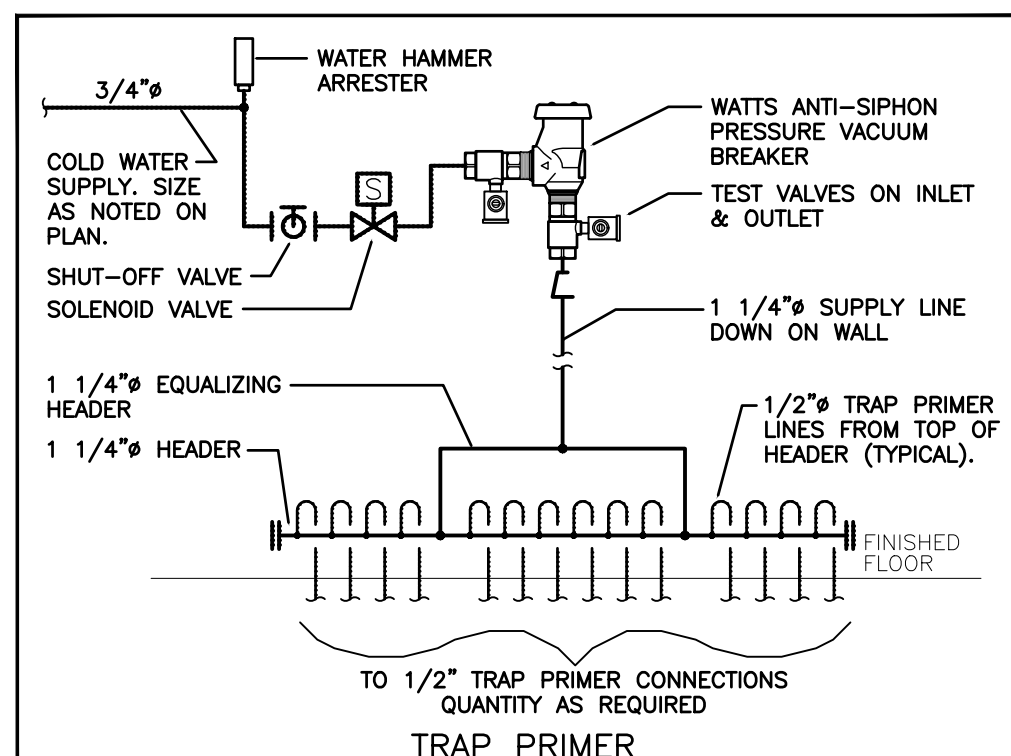 WATER HAMMER
ARRESTER
3/4"ø
COLD WATER
SUPPLY. SIZE
AS NOTED ON
PLAN.
S
WATTS ANTI-SIPHON
PRESSURE VACUUM
BREAKER
TEST VALVES ON INLET
& OUTLET
SHUT-OFF VALVE
SOLENOID VALVE
1 1/4"ø SUPPLY LINE
DOWN ON WALL
1 1/4"ø EQUALIZING
HEADER
1 1/4"ø HEADER
1/2"ø TRAP PRIMER
LINES FROM TOP OF
HEADER (TYPICAL).
FINISHED
FLOOR
TO 1/2" TRAP PRIMER CONNECTIONS
QUANTITY AS REQUIRED
TRAP PRIMER